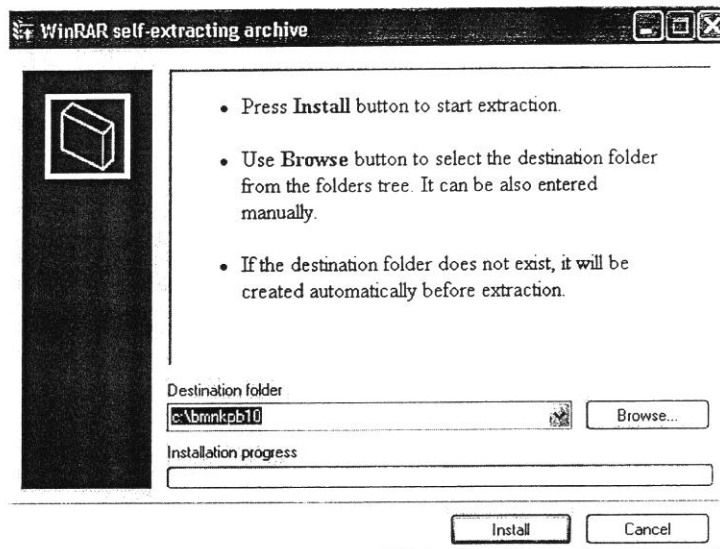 WinRAR self-extracting archive
• Press Install button to start extraction.
• Use Browse button to select the destination folder
from the folders tree. It can be also entered
manually.
• If the destination folder does not exist, it will be
created automatically before extraction.
Destination folder
c:\bmnkpb10
Browse...
Installation progress
Install
Cancel